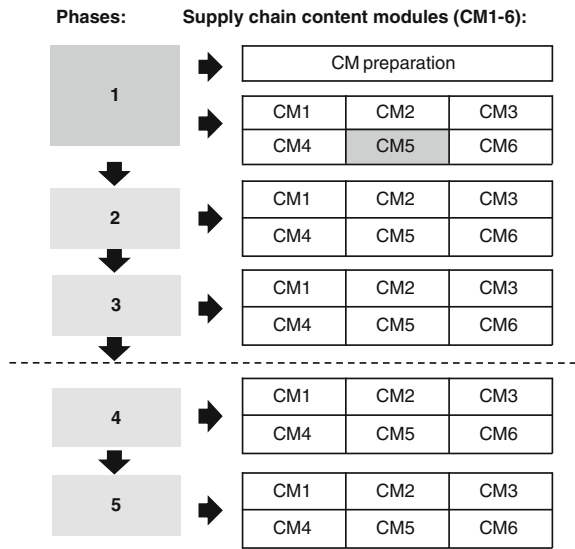 Phases: Supply chain content modules (CM1-6):
CM preparation
1
CM1 CM2 CM3
CM4 CM5 CM6
2
CM1 CM2 CM3
CM4 CM5 CM6
3
CM1 CM2 CM3
CM4 CM5 CM6
4
CM1 CM2 CM3
CM4 CM5 CM6
5
CM1 CM2 CM3
CM4 CM5 CM6